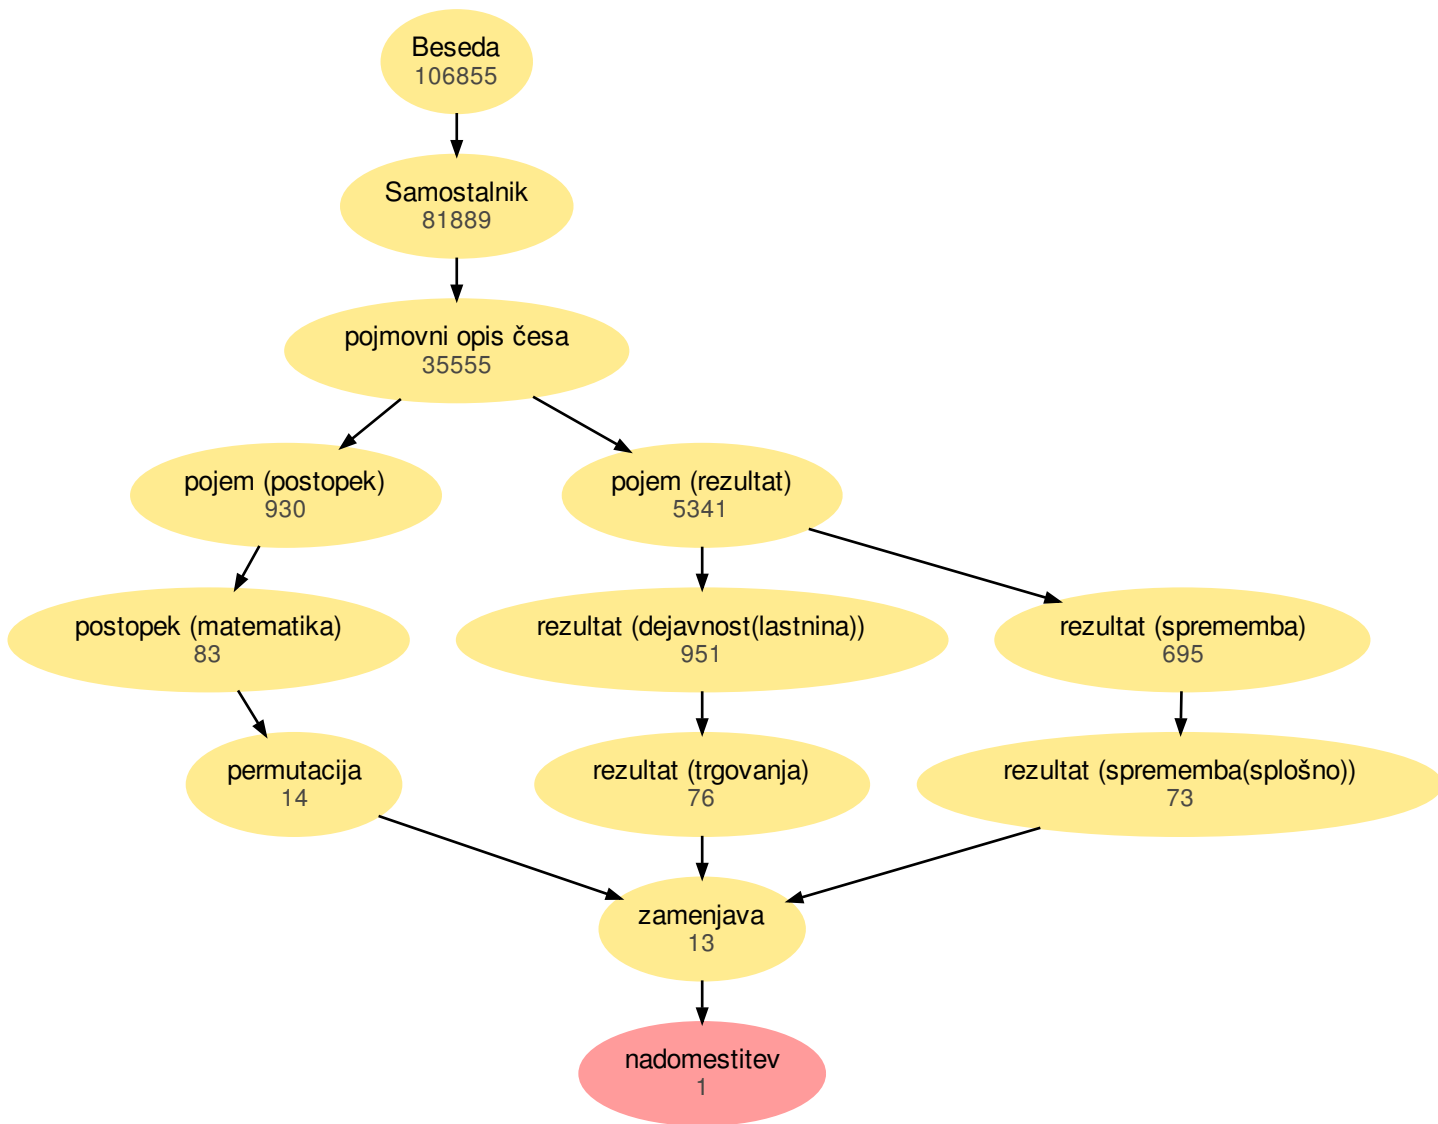 Beseda
106855
Samostalnik
81889
pojmovni opis česa
35555
pojem (postopek)
930
pojem (rezultat)
5341
postopek (matematika)
83
rezultat (dejavnost(lastnina))
951
rezultat (sprememba)
695
permutacija
14
rezultat (trgovanja)
76
rezultat (sprememba(splošno))
73
zamenjava
13
nadomestitev
1